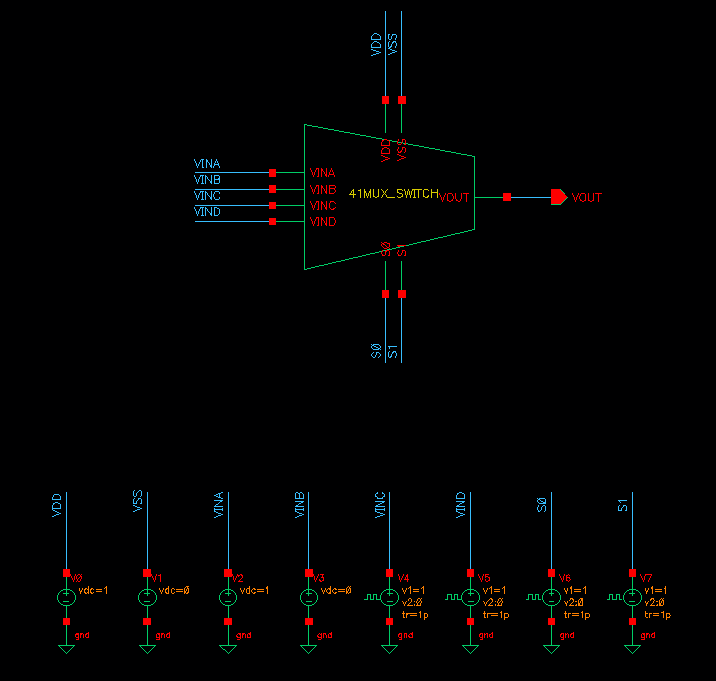 VDD
VSS
VDD
VSS
VINA
VINB
VINC
VIND
VINA
VINB
VINC
VIND
41MUX_SWITCH
VOUT
VOUT
S0
S1
S0
S1
VDD
VSS
VINA
VINB
VINC
VIND
S0
S1
V0
vdc=1
gnd
V1
vdc=0
gnd
V2
vdc=1
gnd
V3
vdc=0
gnd
V4
v1=1
v2:0
tr=1p
gnd
V5
v1=1
v2:0
tr=1p
gnd
V6
v1=1
v2:0
tr=1p
gnd
V7
v1=1
v2:0
tr=1p
gnd